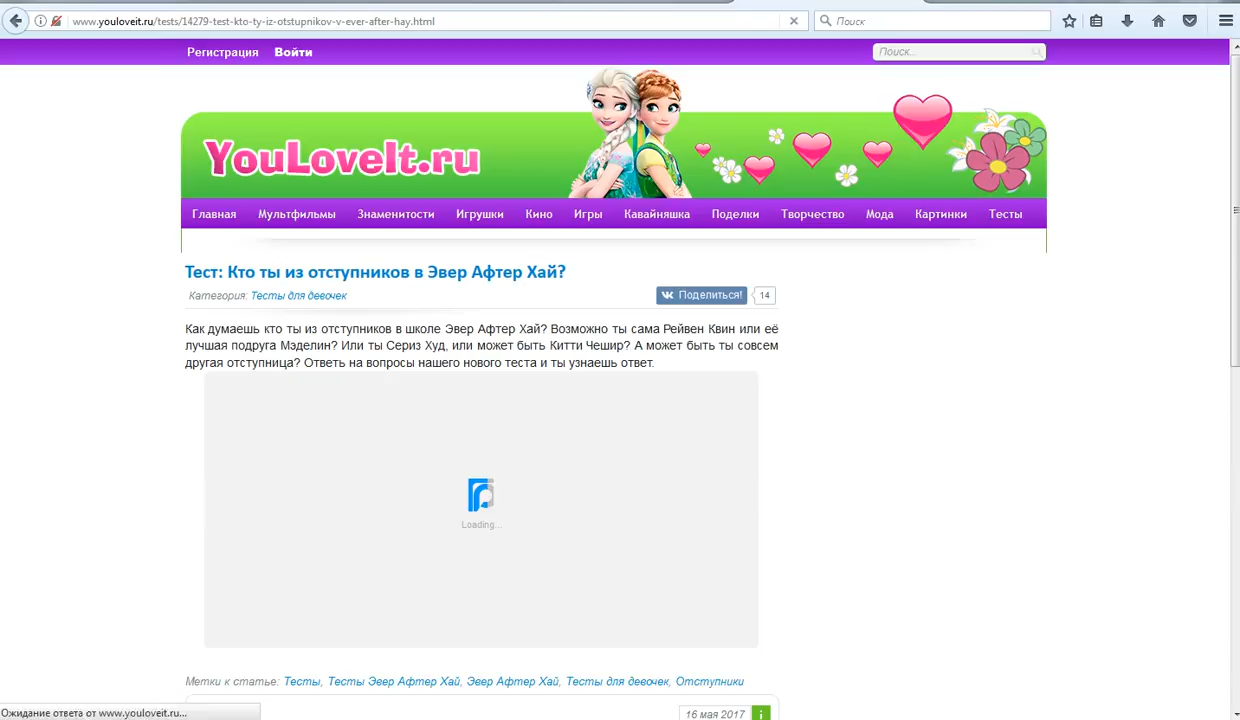 www.youloveit.ru/tests/14279-test-kto-ty-iz-otstupnikov-v-ever-after-hay.html
Поиск
Регистрация Войти
Поиск...
YouLoveIt.ru
Главная Мультфильмы Знаменитости Игрушки Кино Игры Кавайняшка Поделки Творчество Мода Картинки Тесты
Тест: Кто ты из отступников в Эвер Афтер Хай?
Категория: Тесты для девочек
Поделиться! 14
Как думаешь кто ты из отступников в школе Эвер Афтер Хай? Возможно ты сама Рейвен Квин или её
лучшая подруга Мэделин? Или ты Сериз Худ, или может быть Китти Чешир? А может быть ты совсем
другая отступница? Ответь на вопросы нашего нового теста и ты узнаешь ответ.
Loading...
Метки к статье: Тесты, Тесты Эвер Афтер Хай, Эвер Афтер Хай, Тесты для девочек, Отступники
16 мая 2017 i
Ожидание ответа от www.youloveit.ru...